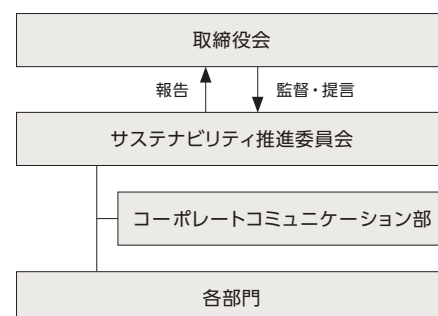 取締役会
報告 監督・提言
サステナビリティ推進委員会
コーポレートコミュニケーション部
各部門